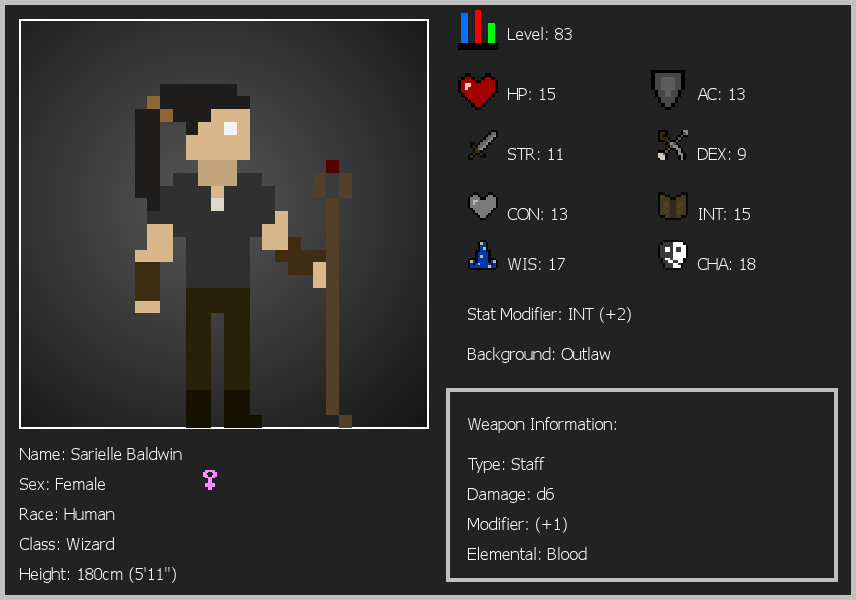 Level: 83
HP: 15
AC: 13
STR: 11
DEX: 9
CON: 13
INT: 15
WIS: 17
CHA: 18
Stat Modifier: INT (+2)
Background: Outlaw
Weapon Information:
Type: Staff
Damage: d6
Modifier: (+1)
Elemental: Blood
Name: Sarielle Baldwin
Sex: Female
Race: Human
Class: Wizard
Height: 180cm (5'11")